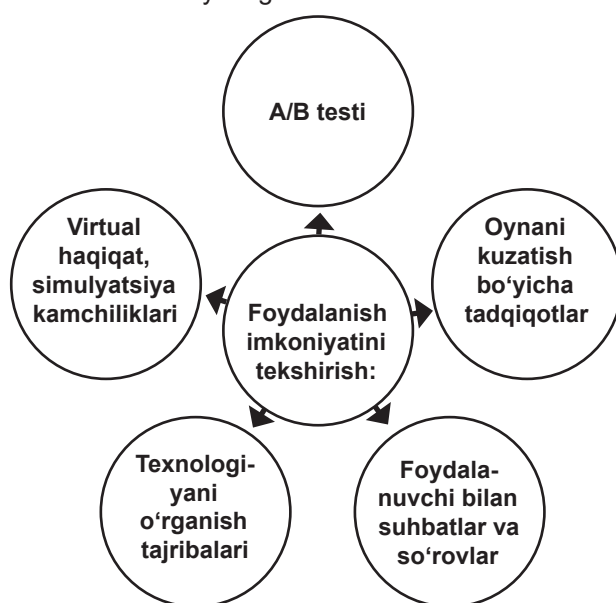 A/B testi
Virtual
haqiqat,
simulyatsiya
kamchiliklari
Oynani
kuzatish
bo‘yicha
tadqiqotlar
Foydalanish
imkoniyatini
tekshirish:
Texnologi-
yani
o‘rganish
tajribalari
Foydala-
nuvchi bilan
suhbatlar va
so‘rovlar